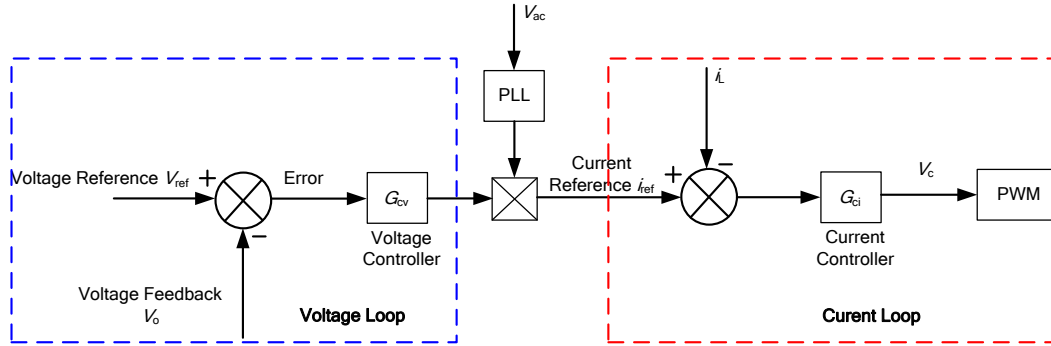 Vac
PLL
iL
Voltage Reference Vref
+
−
Error
Gcv
Voltage
Controller
Current
Reference iref
+
−
Gci
Current
Controller
Vc
PWM
Voltage Feedback
Vo
Voltage Loop
Curent Loop